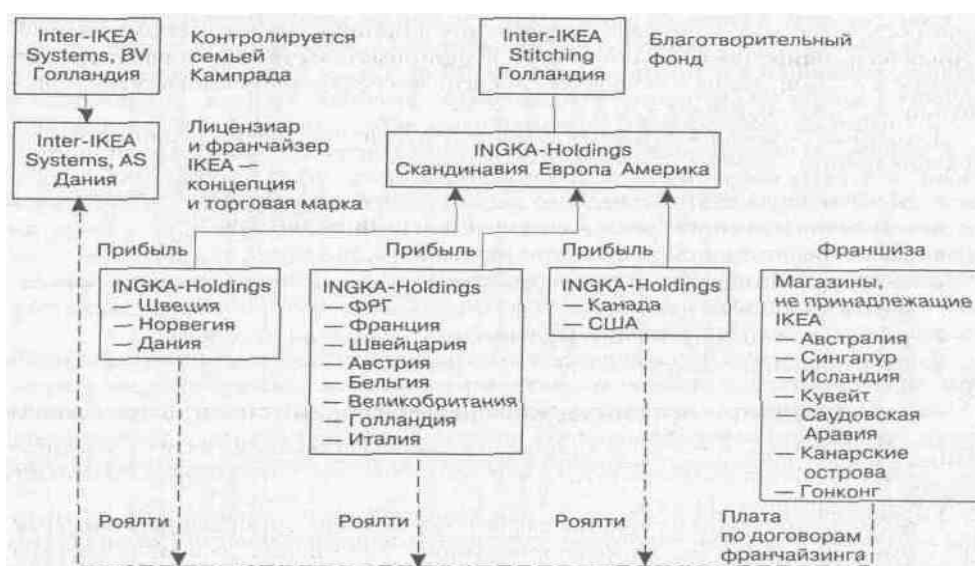 Inter-IKEA
Systems, BV
Голландия
Контролируется
семьей
Кампрада
Inter-IKEA
Stitching
Голландия
Благотворительный
фонд
Inter-IKEA
Systems, AS
Дания
Лицензиар
и франчайзер
IKEA —
концепция
и торговая марка
INGKA-Holdings
Скандинавия Европа Америка
Прибыль
Прибыль
Прибыль
Франшиза
INGKA-Holdings
— Швеция
— Норвегия
— Дания
INGKA-Holdings
— ФРГ
— Франция
— Швейцария
— Австрия
— Бельгия
— Великобритания
— Голландия
— Италия
INGKA-Holdings
— Канада
— США
Магазины,
не принадлежащие
IKEA
— Австралия
— Сингапур
— Исландия
— Кувейт
— Саудовская
Аравия
— Канарские
острова
— Гонконг
Роялти
Роялти
Роялти
Плата
по договорам
франчайзинга